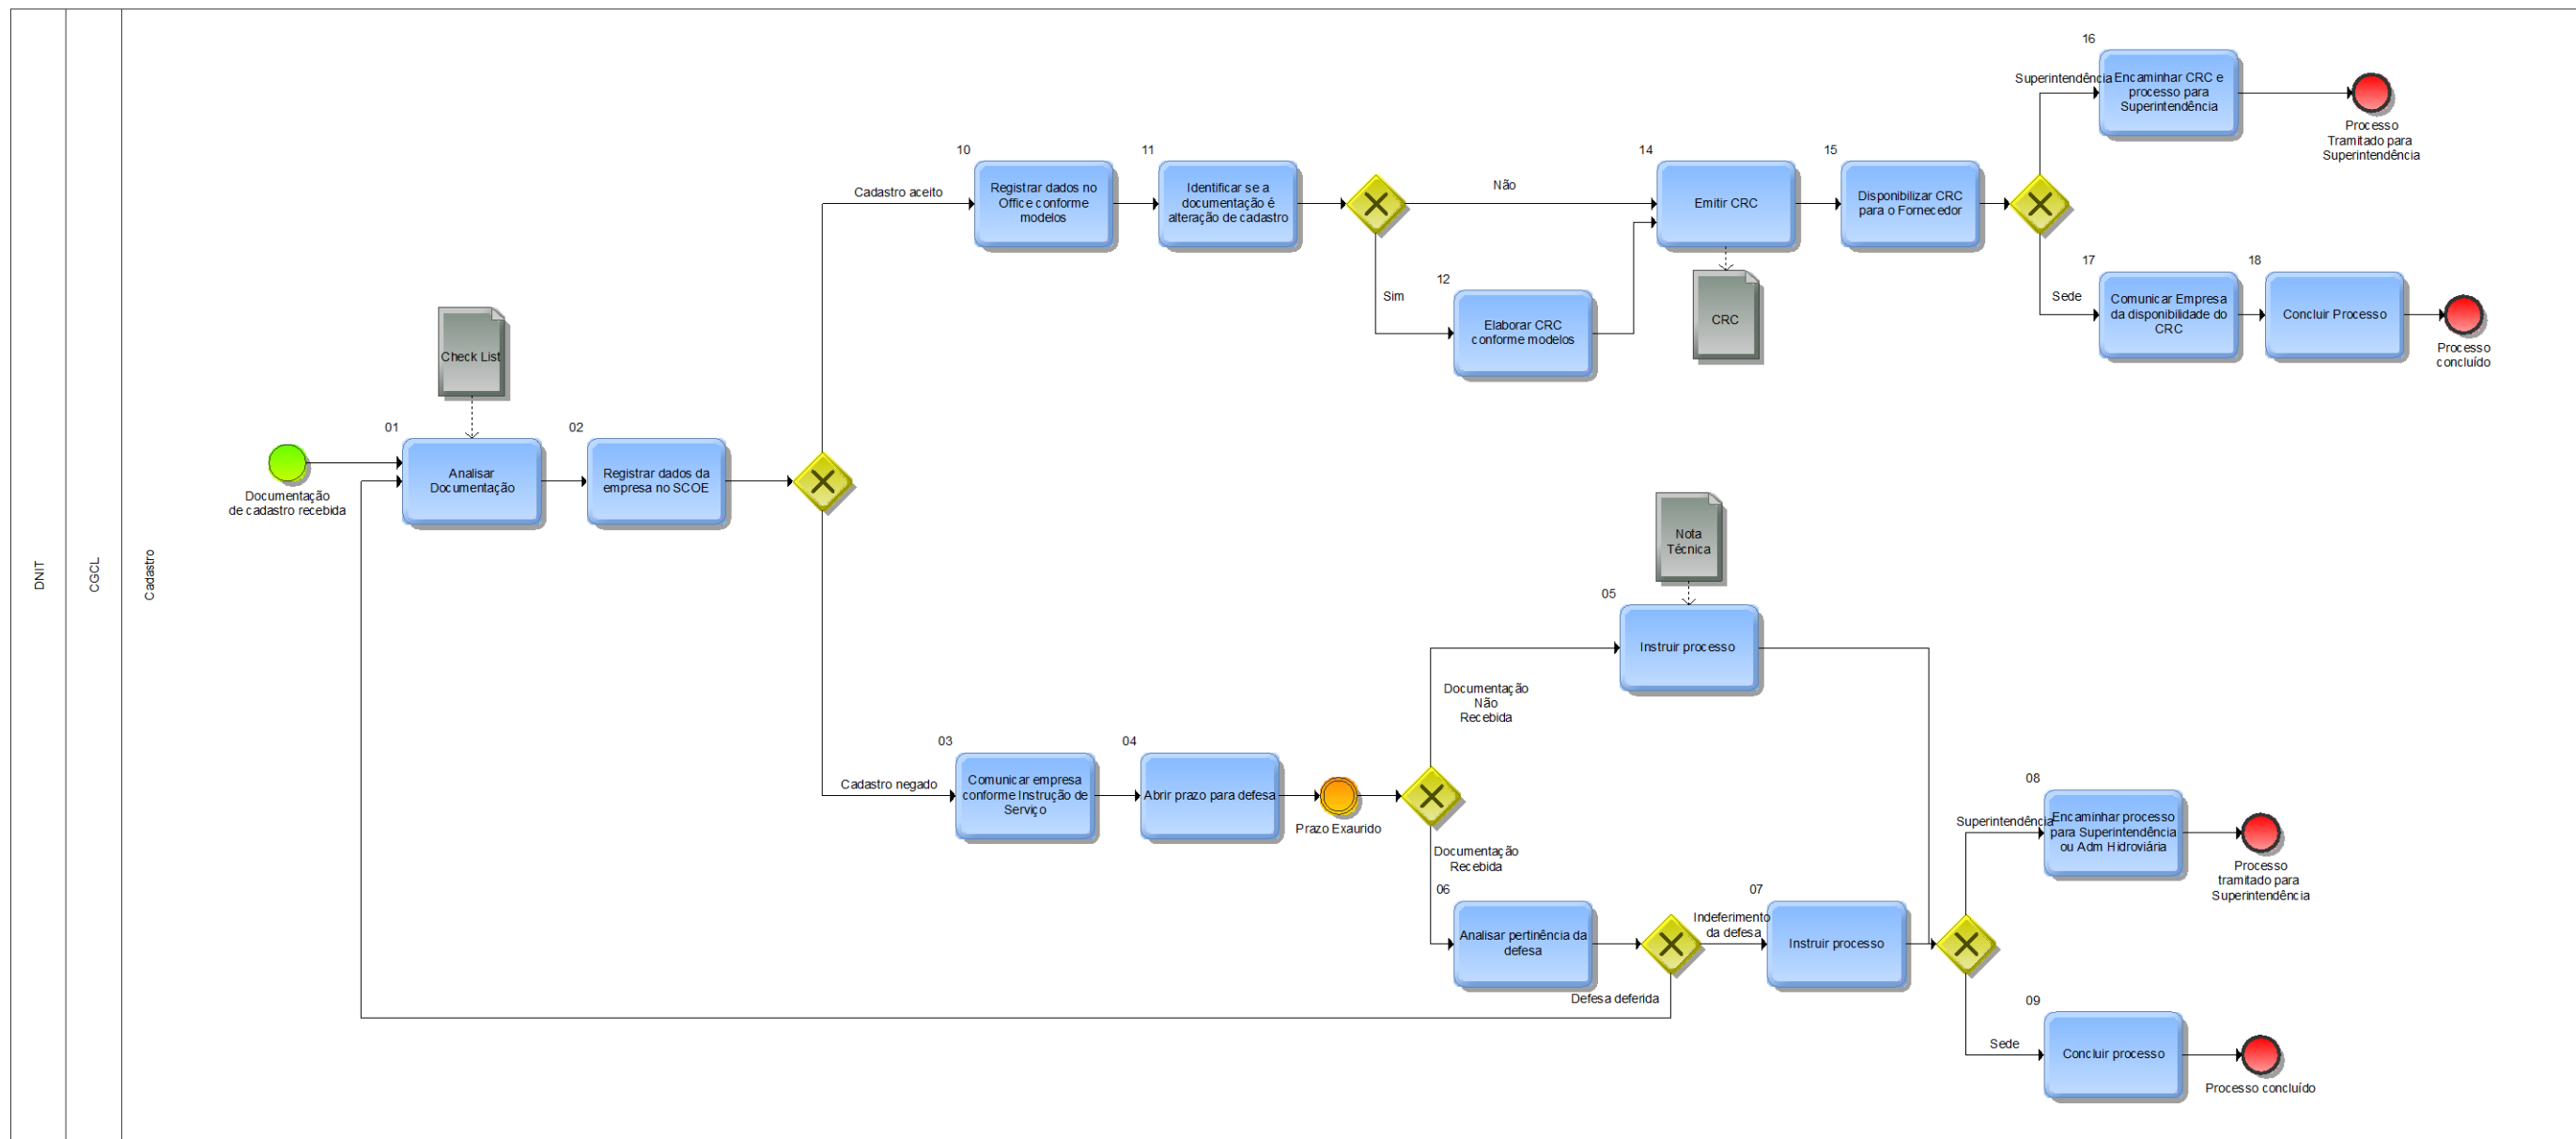 DNIT
CGCL
Cadastro
Documentação
de cadastro recebida
Check List
01
Analisar
Documentação
02
Registrar dados da
empresa no SCOE
Cadastro aceito
10
Registrar dados no
Office conforme
modelos
11
Identificar se a
documentação é
alteração de cadastro
Não
Sim
12
Elaborar CRC
conforme modelos
14
Emitir CRC
CRC
15
Disponibilizar CRC
para o Fornecedor
Superintendência
16
Encaminhar CRC e
processo para
Superintendência
Processo
Tramitado para
Superintendência
Sede
17
Comunicar Empresa
da disponibilidade do
CRC
18
Concluir Processo
Processo
concluído
Cadastro negado
03
Comunicar empresa
conforme Instrução de
Serviço
04
Abrir prazo para defesa
Prazo Exaurido
Documentação
Não
Recebida
Nota
Técnica
05
Instruir processo
Documentação
Recebida
06
Analisar pertinência da
defesa
Defesa deferida
Indeferimento
da defesa
07
Instruir processo
Superintendência
08
Encaminhar processo
para Superintendência
ou Adm Hidroviária
Processo
tramitado para
Superintendência
Sede
09
Concluir processo
Processo concluído